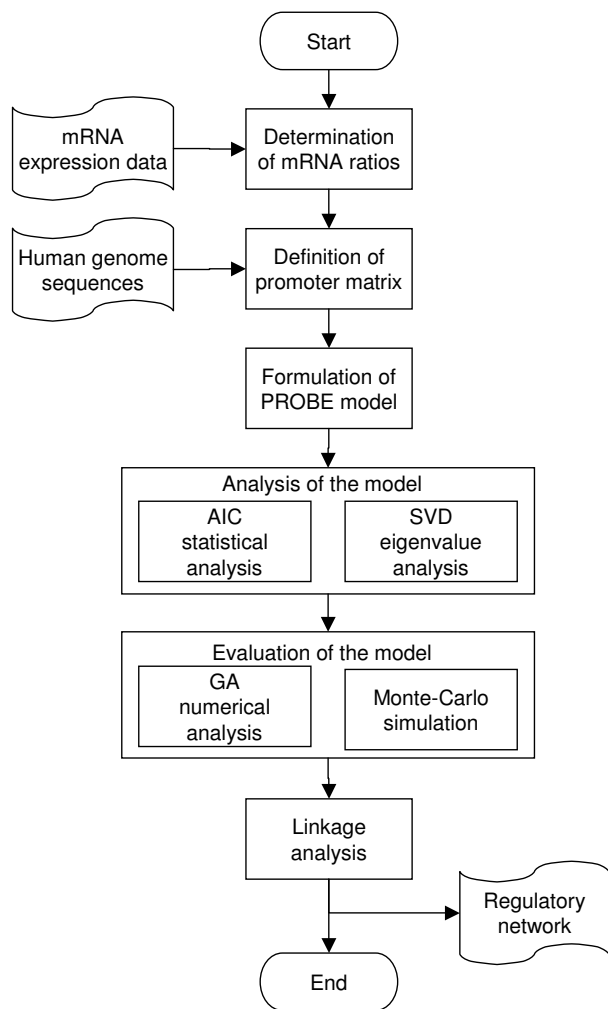 Start
mRNA
expression data
Determination
of mRNA ratios
Human genome
sequences
Definition of
promoter matrix
Formulation of
PROBE model
Analysis of the model
AIC
statistical
analysis
SVD
eigenvalue
analysis
Evaluation of the model
GA
numerical
analysis
Monte-Carlo
simulation
Linkage
analysis
Regulatory
network
End